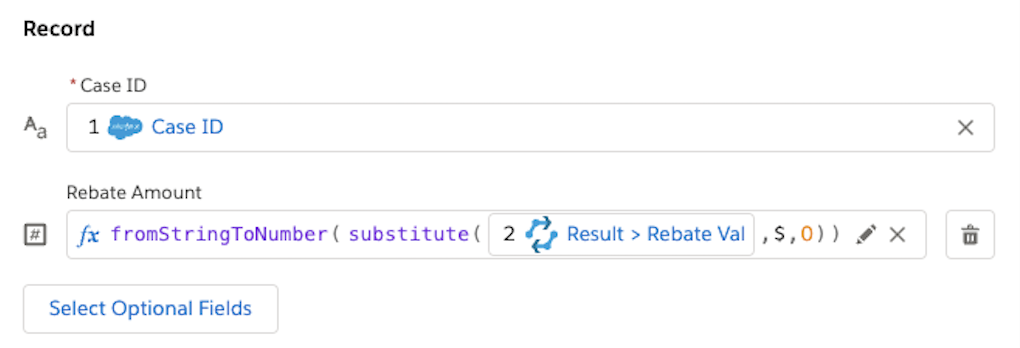 Record
* Case ID
Aa 1 salesforce Case ID
Rebate Amount
# fx fromStringToNumber( substitute( 2 Result > Rebate Val ,$,0) )
Select Optional Fields